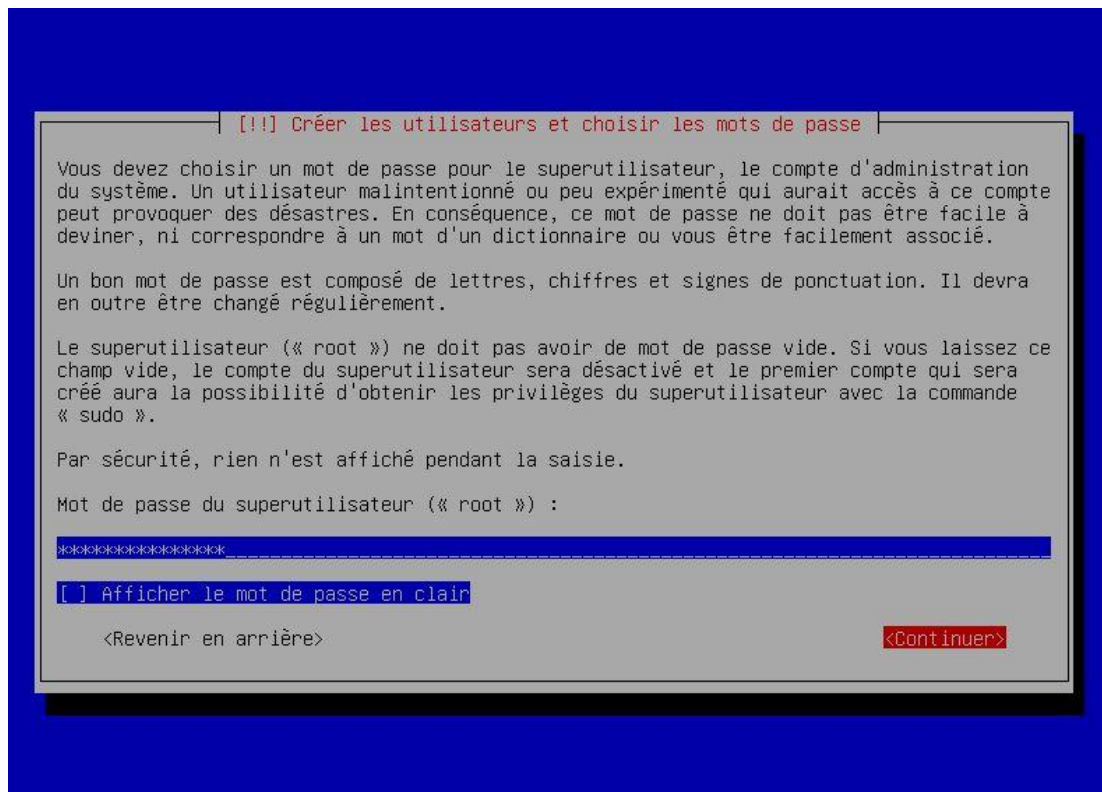 [!!] Créer les utilisateurs et choisir les mots de passe
Vous devez choisir un mot de passe pour le superutilisateur, le compte d'administration
du système. Un utilisateur malintentionné ou peu expérimenté qui aurait accès à ce compte
peut provoquer des désastres. En conséquence, ce mot de passe ne doit pas être facile à
deviner, ni correspondre à un mot d'un dictionnaire ou vous être facilement associé.
Un bon mot de passe est composé de lettres, chiffres et signes de ponctuation. Il devra
en outre être changé régulièrement.
Le superutilisateur (« root ») ne doit pas avoir de mot de passe vide. Si vous laissez ce
champ vide, le compte du superutilisateur sera désactivé et le premier compte qui sera
créé aura la possibilité d'obtenir les privilèges du superutilisateur avec la commande
« sudo ».
Par sécurité, rien n'est affiché pendant la saisie.
Mot de passe du superutilisateur (« root ») :
***************
[ ] Afficher le mot de passe en clair
<Revenir en arrière> <Continuer>